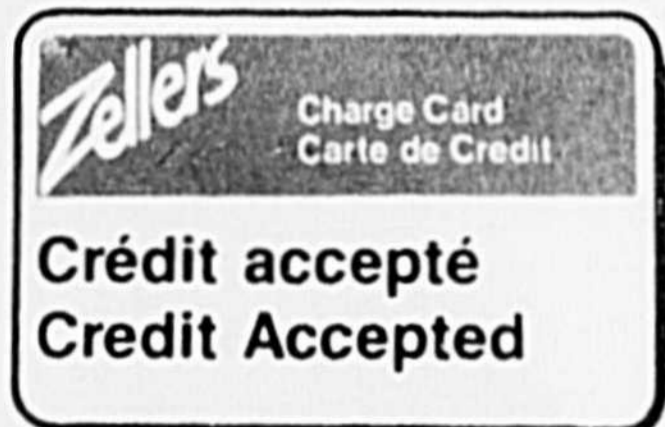 Zellers
Charge Card
Carte de Credit
Crédit accepté
Credit Accepted